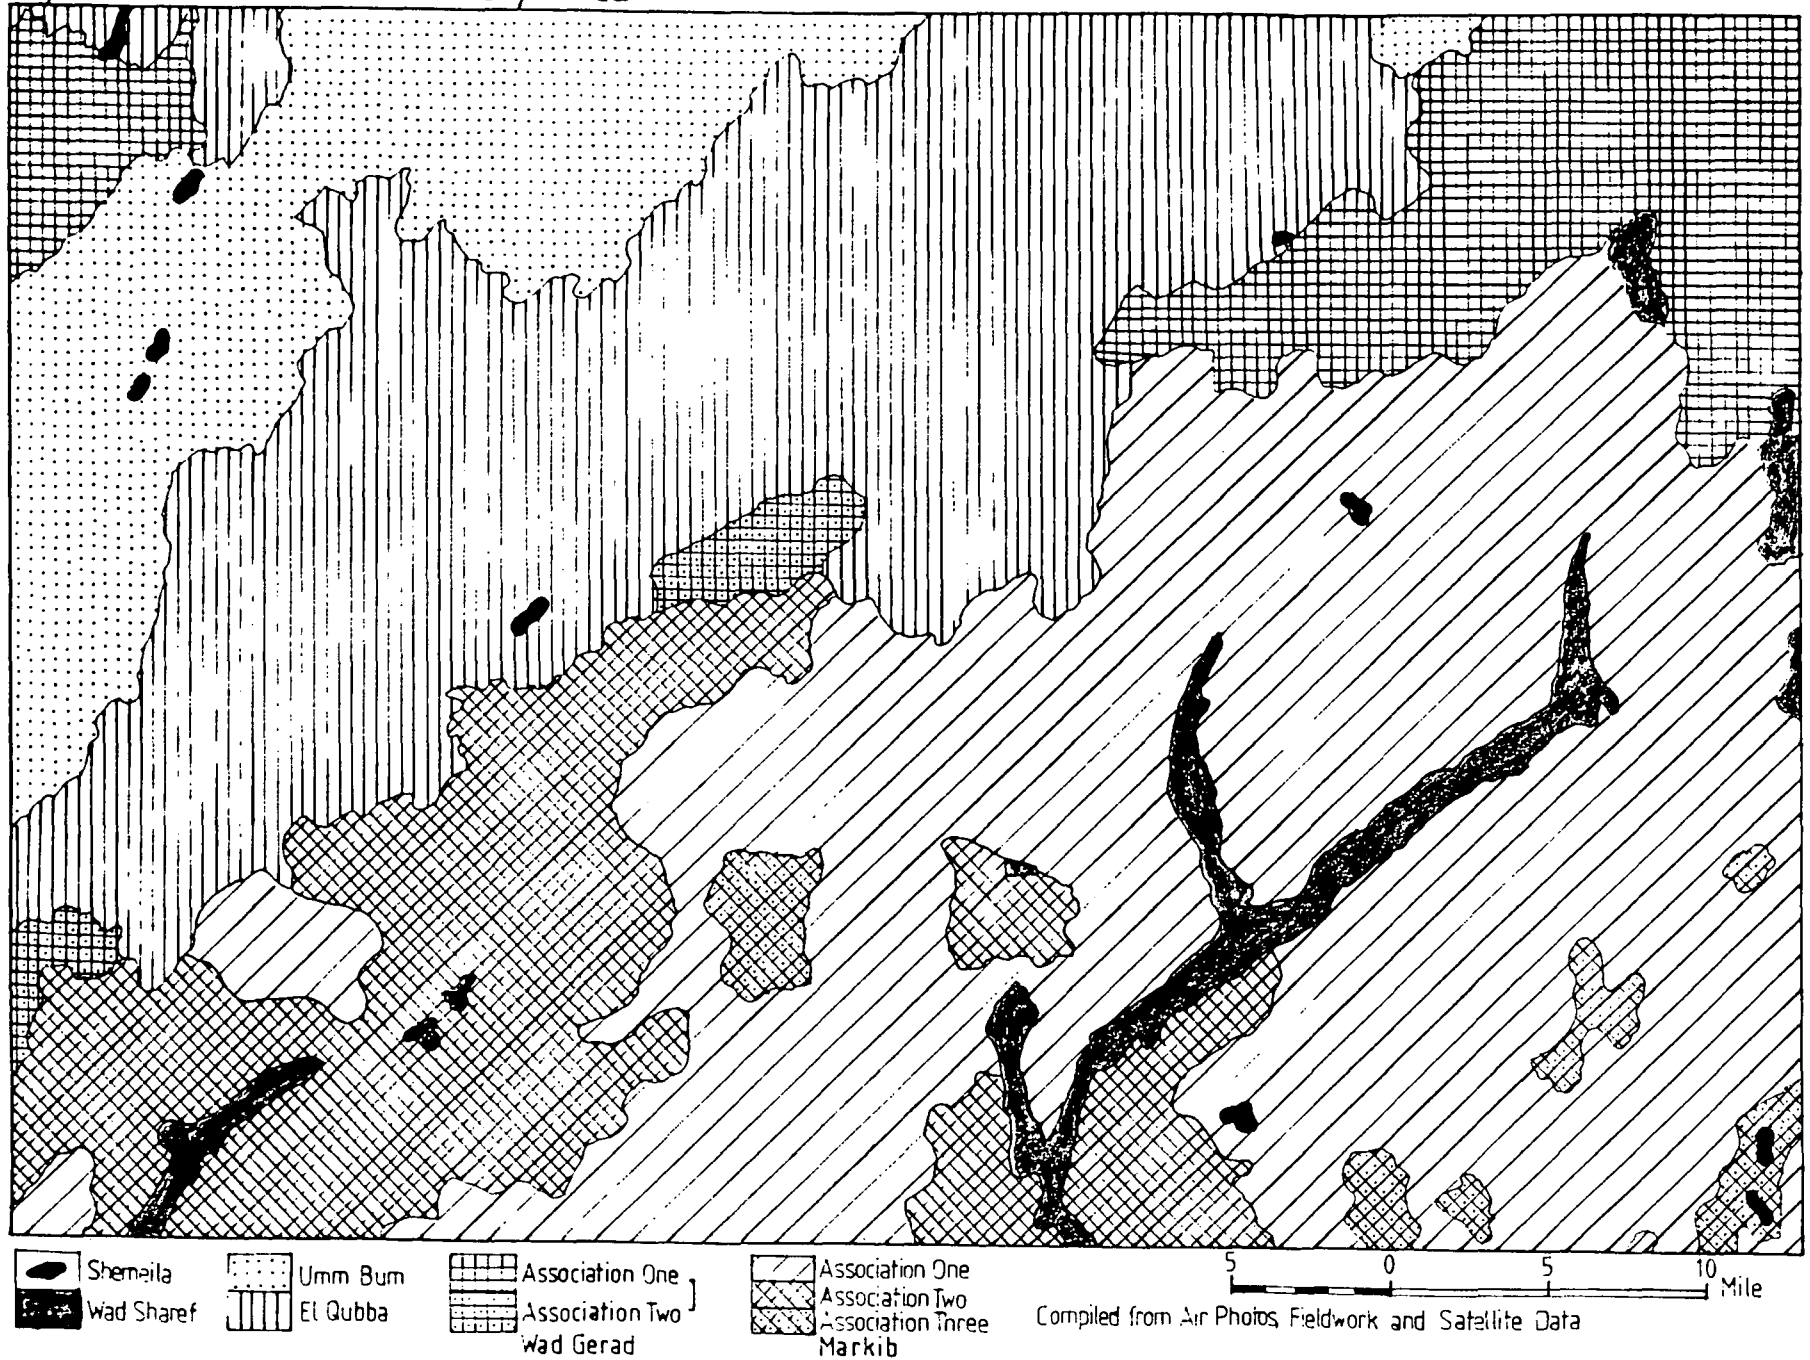 Shemeila
Wad Sharef
Umm Bum
El Qubba
Association One
Association Two
Wad Gerad
Association One
Association Two
Association Three
Markib
5 0 5 10
Mile
Compiled from Air Photos, Fieldwork and Satellite Data